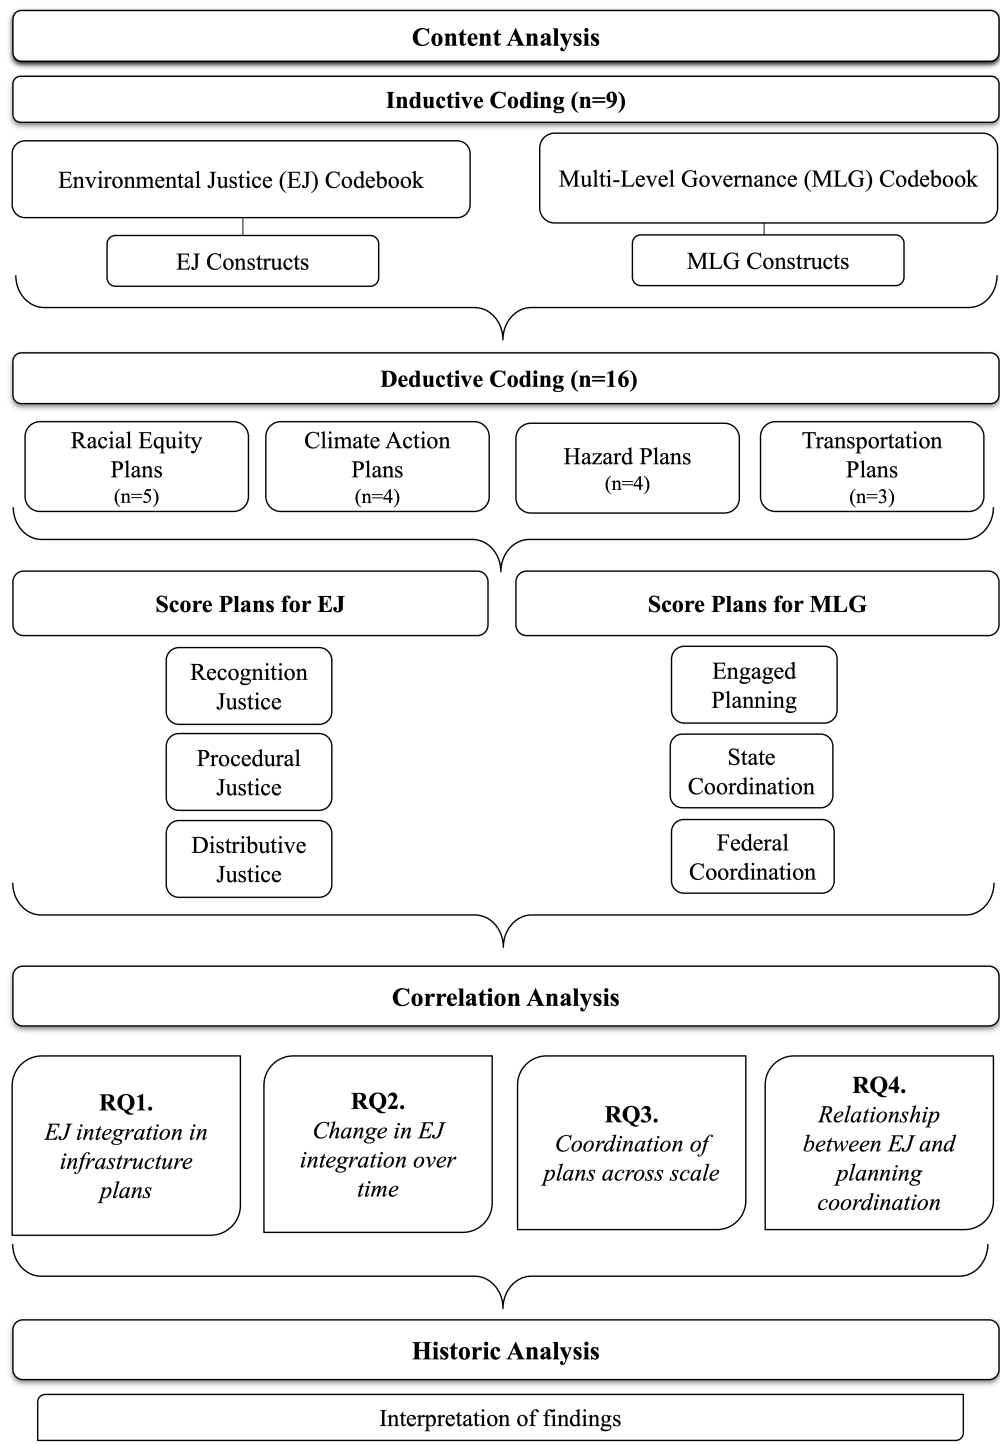 Content Analysis
Inductive Coding (n=9)
Environmental Justice (EJ) Codebook
Multi-Level Governance (MLG) Codebook
EJ Constructs
MLG Constructs
Deductive Coding (n=16)
Racial Equity
Plans
(n=5)
Climate Action
Plans
(n=4)
Hazard Plans
(n=4)
Transportation
Plans
(n=3)
Score Plans for EJ
Score Plans for MLG
Recognition
Justice
Procedural
Justice
Distributive
Justice
Engaged
Planning
State
Coordination
Federal
Coordination
Correlation Analysis
RQ1.
EJ integration in
infrastructure
plans
RQ2.
Change in EJ
integration over
time
RQ3.
Coordination of
plans across scale
RQ4.
Relationship
between EJ and
planning
coordination
Historic Analysis
Interpretation of findings